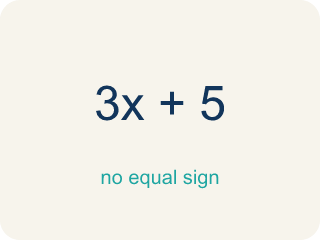 3x + 5
no equal sign